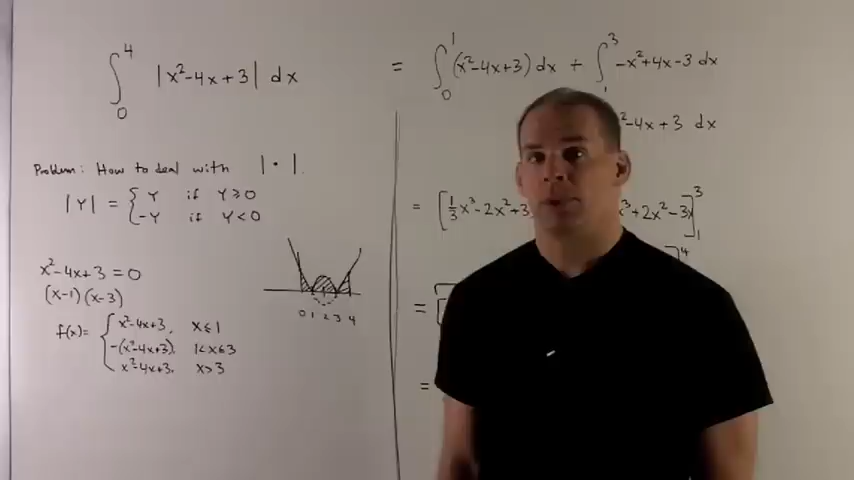 ∫₀⁴ |x²-4x+3| dx = ∫₀¹ (x²-4x+3) dx + ∫₁³ -x²+4x-3 dx
²-4x+3 dx
Problem: How to deal with |·|.
|Y| = { Y if Y≥0
-Y if Y<0
= [⅓x³-2x²+3 x³+2x²-3x]₁³
]⁴
x²-4x+3=0
(x-1)(x-3)
= [
0 1 2 3 4
f(x)= { x²-4x+3, x≤1
-(x²-4x+3), 1<x≤3
x²-4x+3, x>3
=